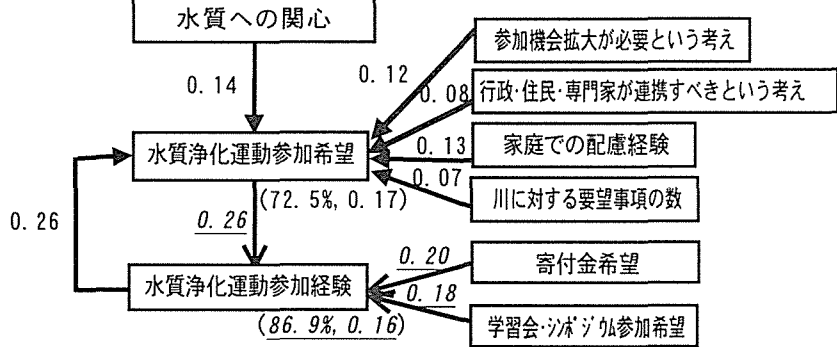 水質への関心
参加機会拡大が必要という考え
0.12
0.14
0.08
行政･住民･専門家が連携すべきという考え
水質浄化運動参加希望
0.13
家庭での配慮経験
0.07
(72.5%, 0.17)
川に対する要望事項の数
0.26
0.26
0.20
寄付金希望
水質浄化運動参加経験
0.18
(86.9%, 0.16)
学習会･ｼﾝﾎﾟｼﾞｳﾑ参加希望